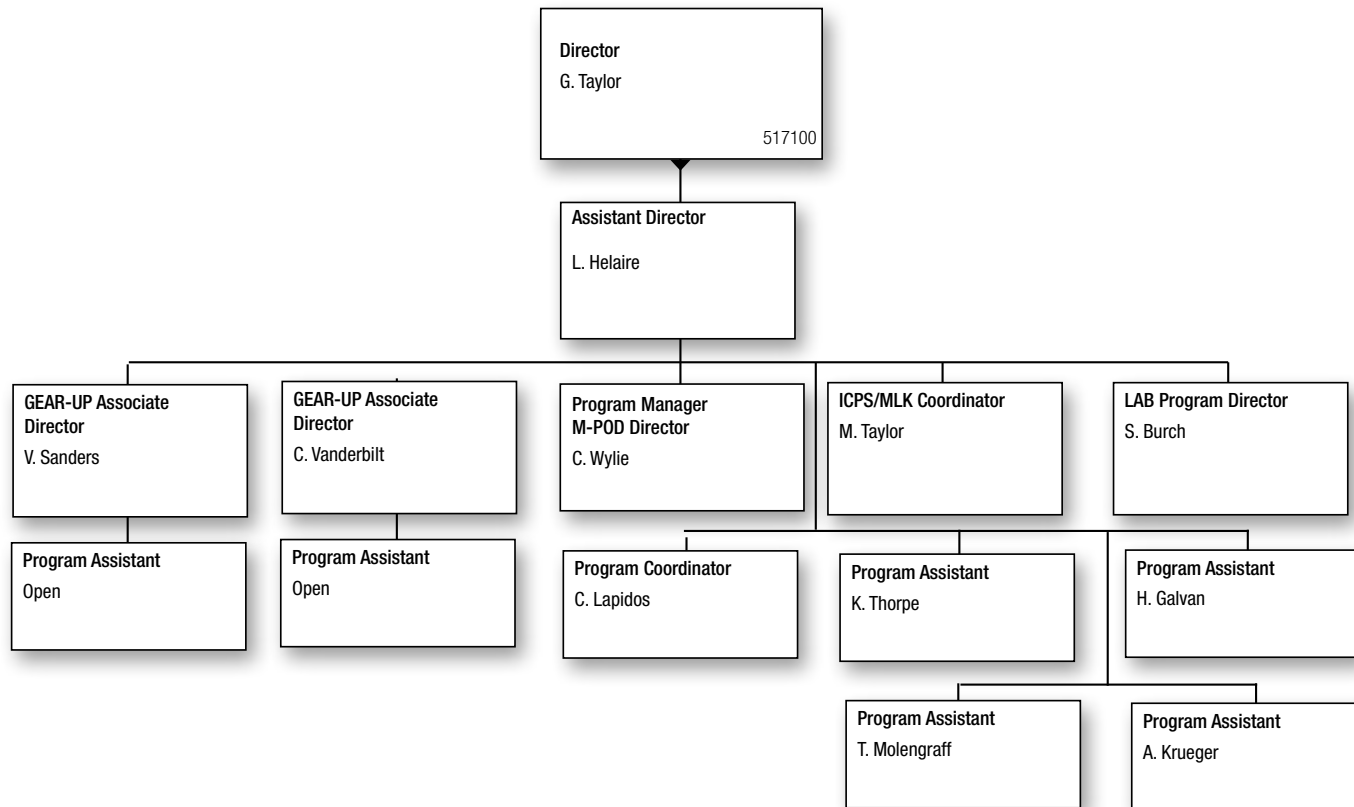 Director
G. Taylor
517100
Assistant Director
L. Helaire
GEAR-UP Associate
Director
V. Sanders
GEAR-UP Associate
Director
C. Vanderbilt
Program Manager
M-POD Director
C. Wylie
ICPS/MLK Coordinator
M. Taylor
LAB Program Director
S. Burch
Program Assistant
Open
Program Assistant
Open
Program Coordinator
C. Lapidos
Program Assistant
K. Thorpe
Program Assistant
H. Galvan
Program Assistant
T. Molengraff
Program Assistant
A. Krueger